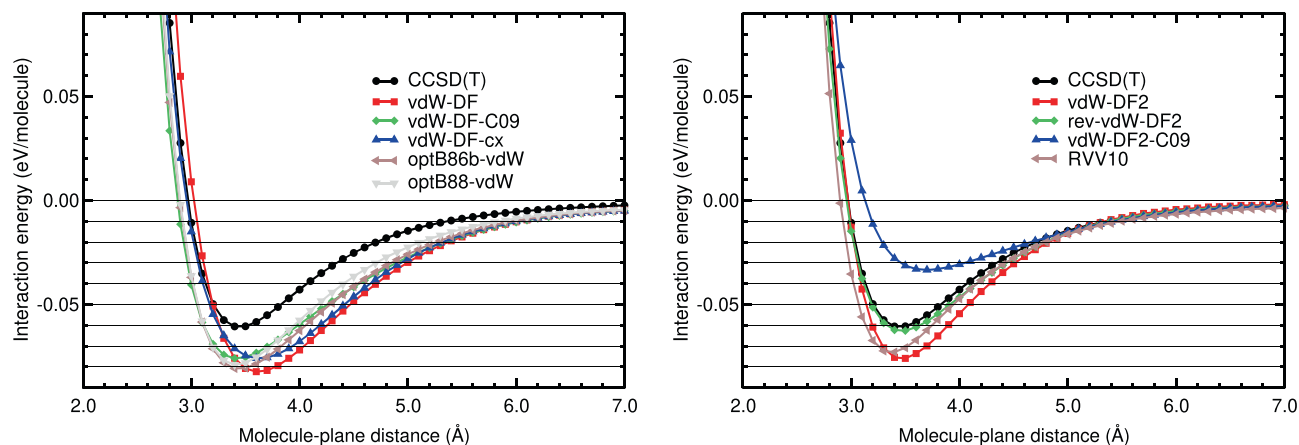 CCSD(T)
vdW-DF
vdW-DF-C09
vdW-DF-cx
optB86b-vdW
optB88-vdW
0.05
0.00
-0.05
2.0 3.0 4.0 5.0 6.0 7.0
Molecule-plane distance (Å)
Interaction energy (eV/molecule)
CCSD(T)
vdW-DF2
rev-vdW-DF2
vdW-DF2-C09
RVV10
0.05
0.00
-0.05
2.0 3.0 4.0 5.0 6.0 7.0
Molecule-plane distance (Å)
Interaction energy (eV/molecule)